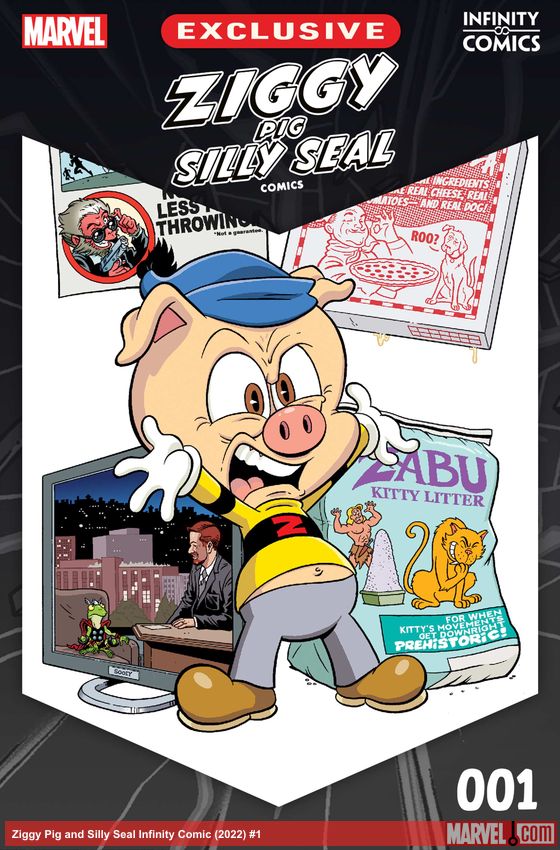 MARVEL
EXCLUSIVE
INFINITY
COMICS
ZIGGY
PIG
SILLY SEAL
COMICS
LESS
THROWING.
*Not a guarantee.
INGREDIENTS
REAL CHEESE, REAL
AND REAL DOG!
ROO?
ZABU
KITTY LITTER
Z
FOR WHEN
KITTY'S MOVEMENTS
GET DOWNRIGHT
PREHISTORIC!
SOOEY
001
Ziggy Pig and Silly Seal Infinity Comic (2022) #1
MARVEL.com